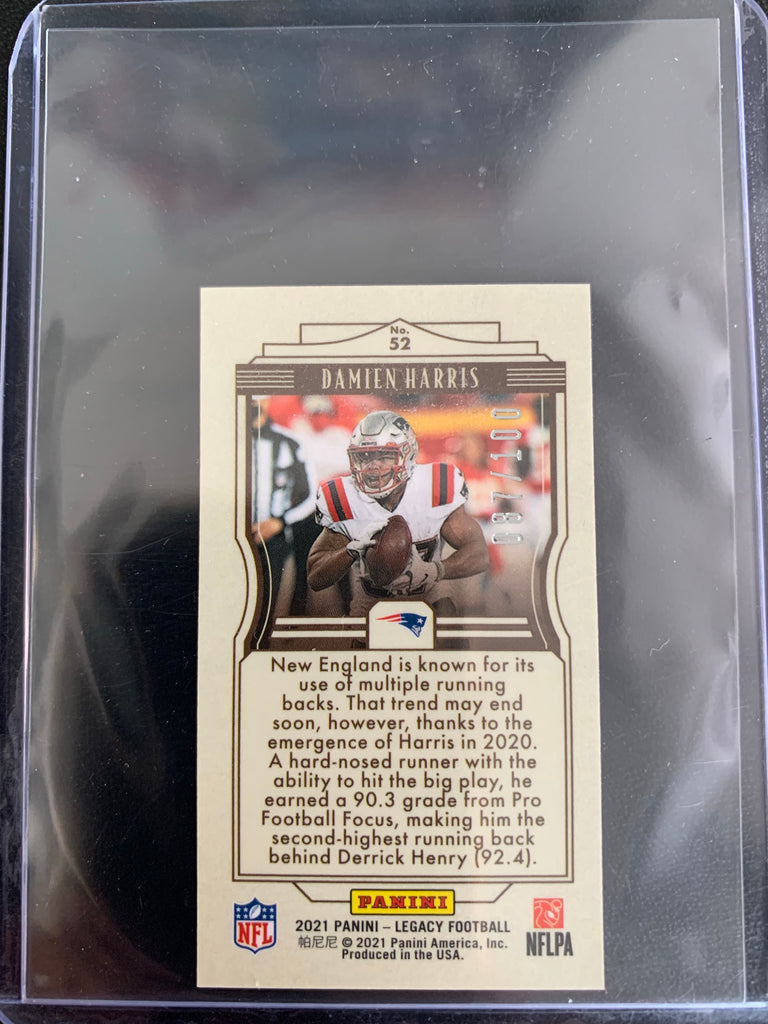 No.
52
DAMIEN HARRIS
087/100
New England is known for its
use of multiple running
backs. That trend may end
soon, however, thanks to the
emergence of Harris in 2020.
A hard-nosed runner with the
ability to hit the big play, he
earned a 90.3 grade from Pro
Football Focus, making him the
second-highest running back
behind Derrick Henry (92.4).
PANINI
NFL
2021 PANINI – LEGACY FOOTBALL
帕尼尼 © 2021 Panini America, Inc.
Produced in the USA.
NFLPA